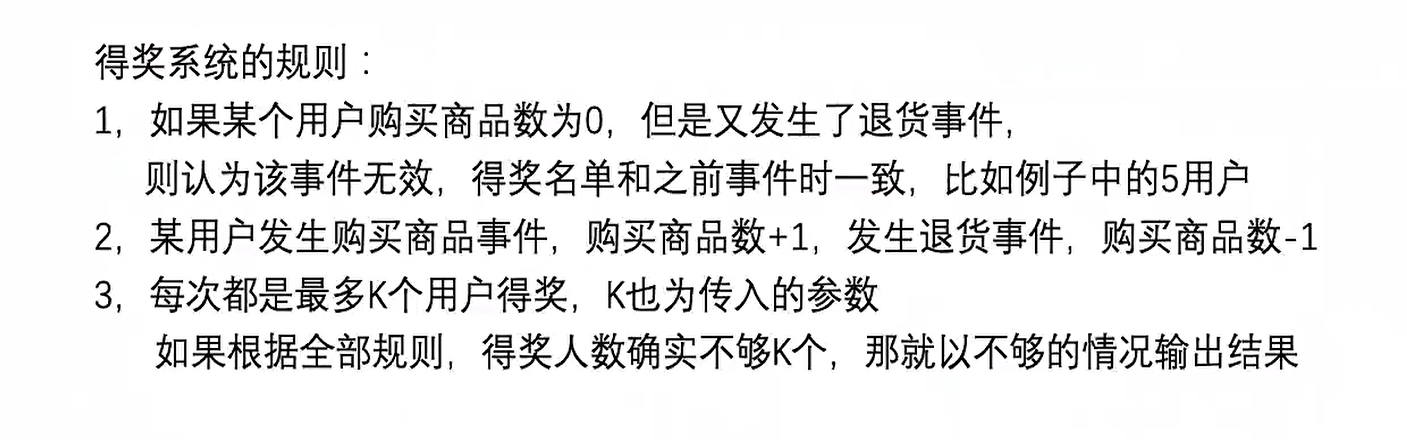 得奖系统的规则：
1，如果某个用户购买商品数为0，但是又发生了退货事件，
则认为该事件无效，得奖名单和之前事件时一致，比如例子中的5用户
2，某用户发生购买商品事件，购买商品数+1，发生退货事件，购买商品数-1
3，每次都是最多K个用户得奖，K也为传入的参数
如果根据全部规则，得奖人数确实不够K个，那就以不够的情况输出结果